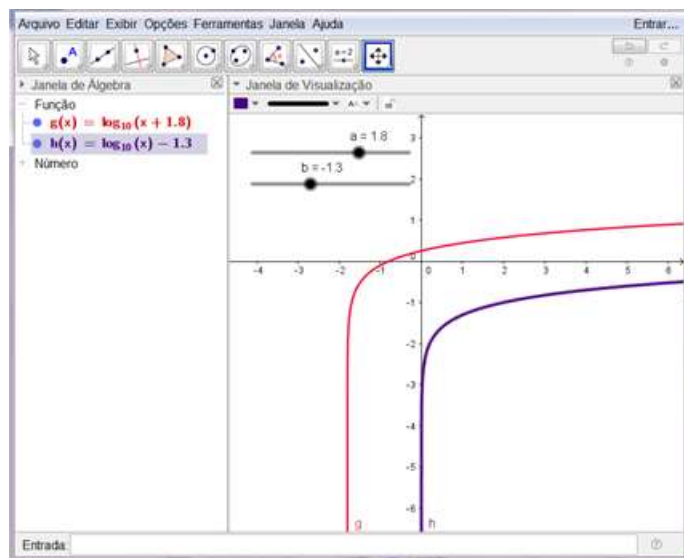 Arquivo Editar Exibir Opções Ferramentas Janela Ajuda Entrar...
A a=2
Janela de Álgebra
Função
g(x) = log₁₀(x + 1.8)
h(x) = log₁₀(x) − 1.3
Número
Janela de Visualização
a = 1.8
b = -1.3
3
2
1
0
-4 -3 -2 -1 0 1 2 3 4 5 6
-1
-2
-3
-4
-5
-6
g h
Entrada: